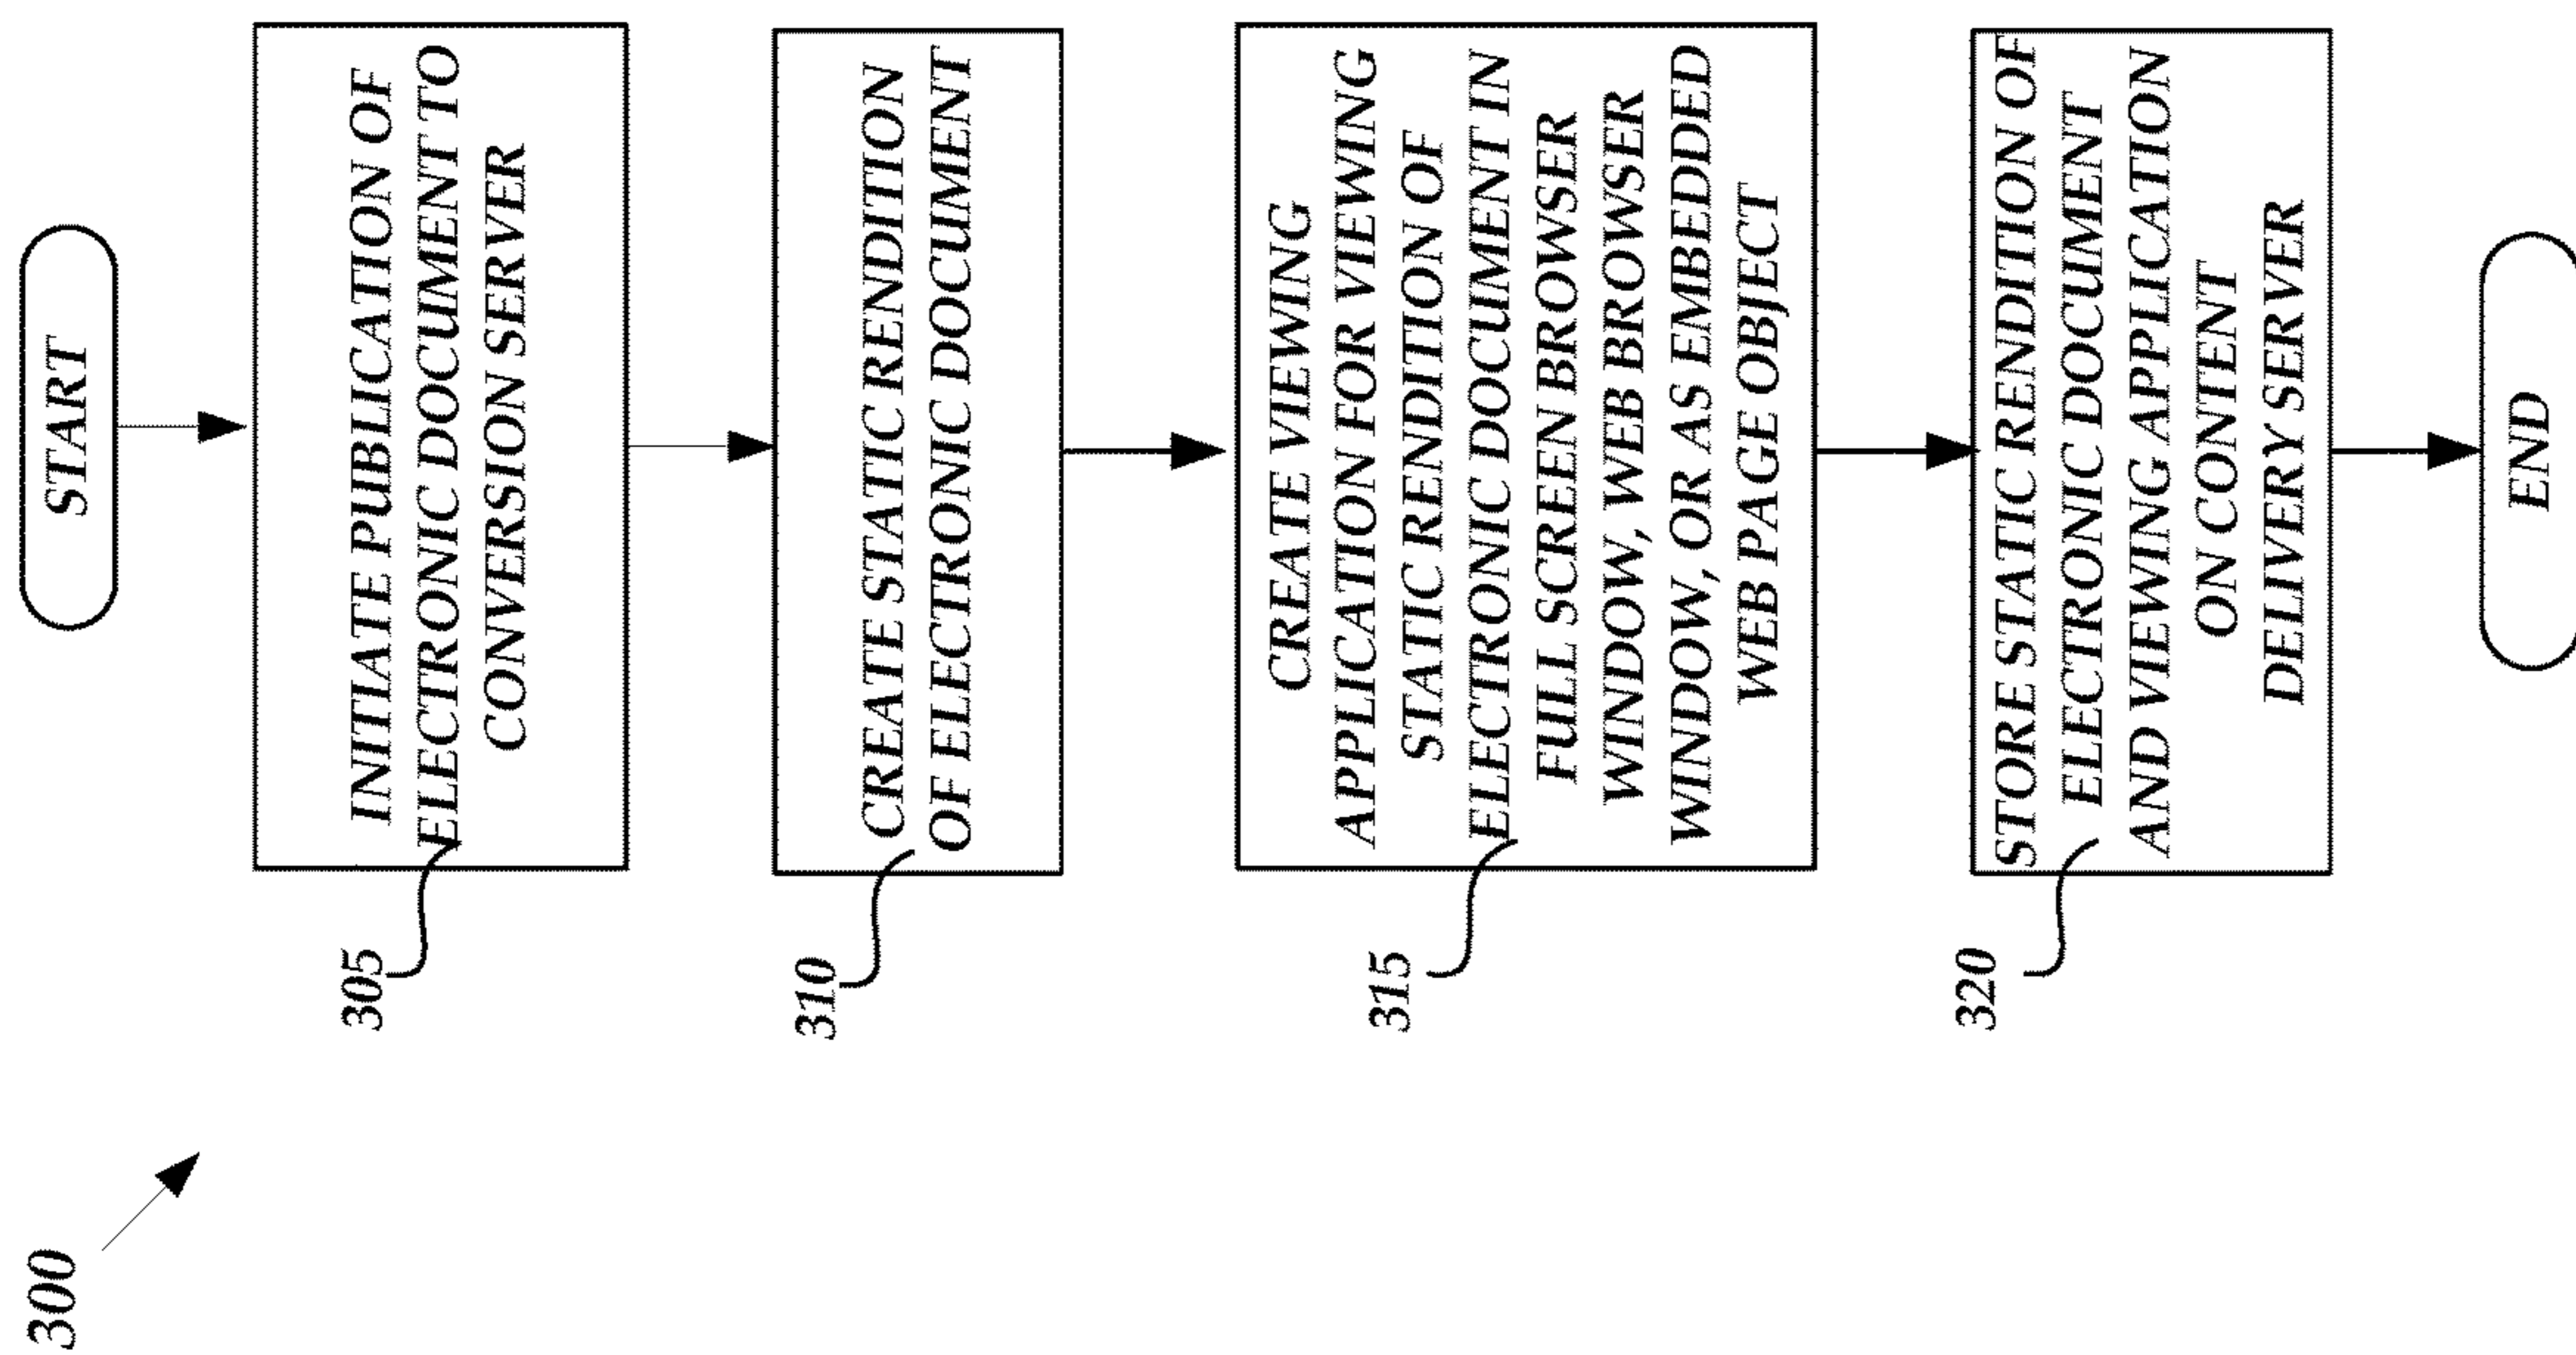 300
START
305
INITIATE PUBLICATION OF
ELECTRONIC DOCUMENT TO
CONVERSION SERVER
310
CREATE STATIC RENDITION
OF ELECTRONIC DOCUMENT
315
CREATE VIEWING
APPLICATION FOR VIEWING
STATIC RENDITION OF
ELECTRONIC DOCUMENT IN
FULL SCREEN BROWSER
WINDOW, WEB BROWSER
WINDOW, OR AS EMBEDDED
WEB PAGE OBJECT
320
STORE STATIC RENDITION OF
ELECTRONIC DOCUMENT
AND VIEWING APPLICATION
ON CONTENT
DELIVERY SERVER
END